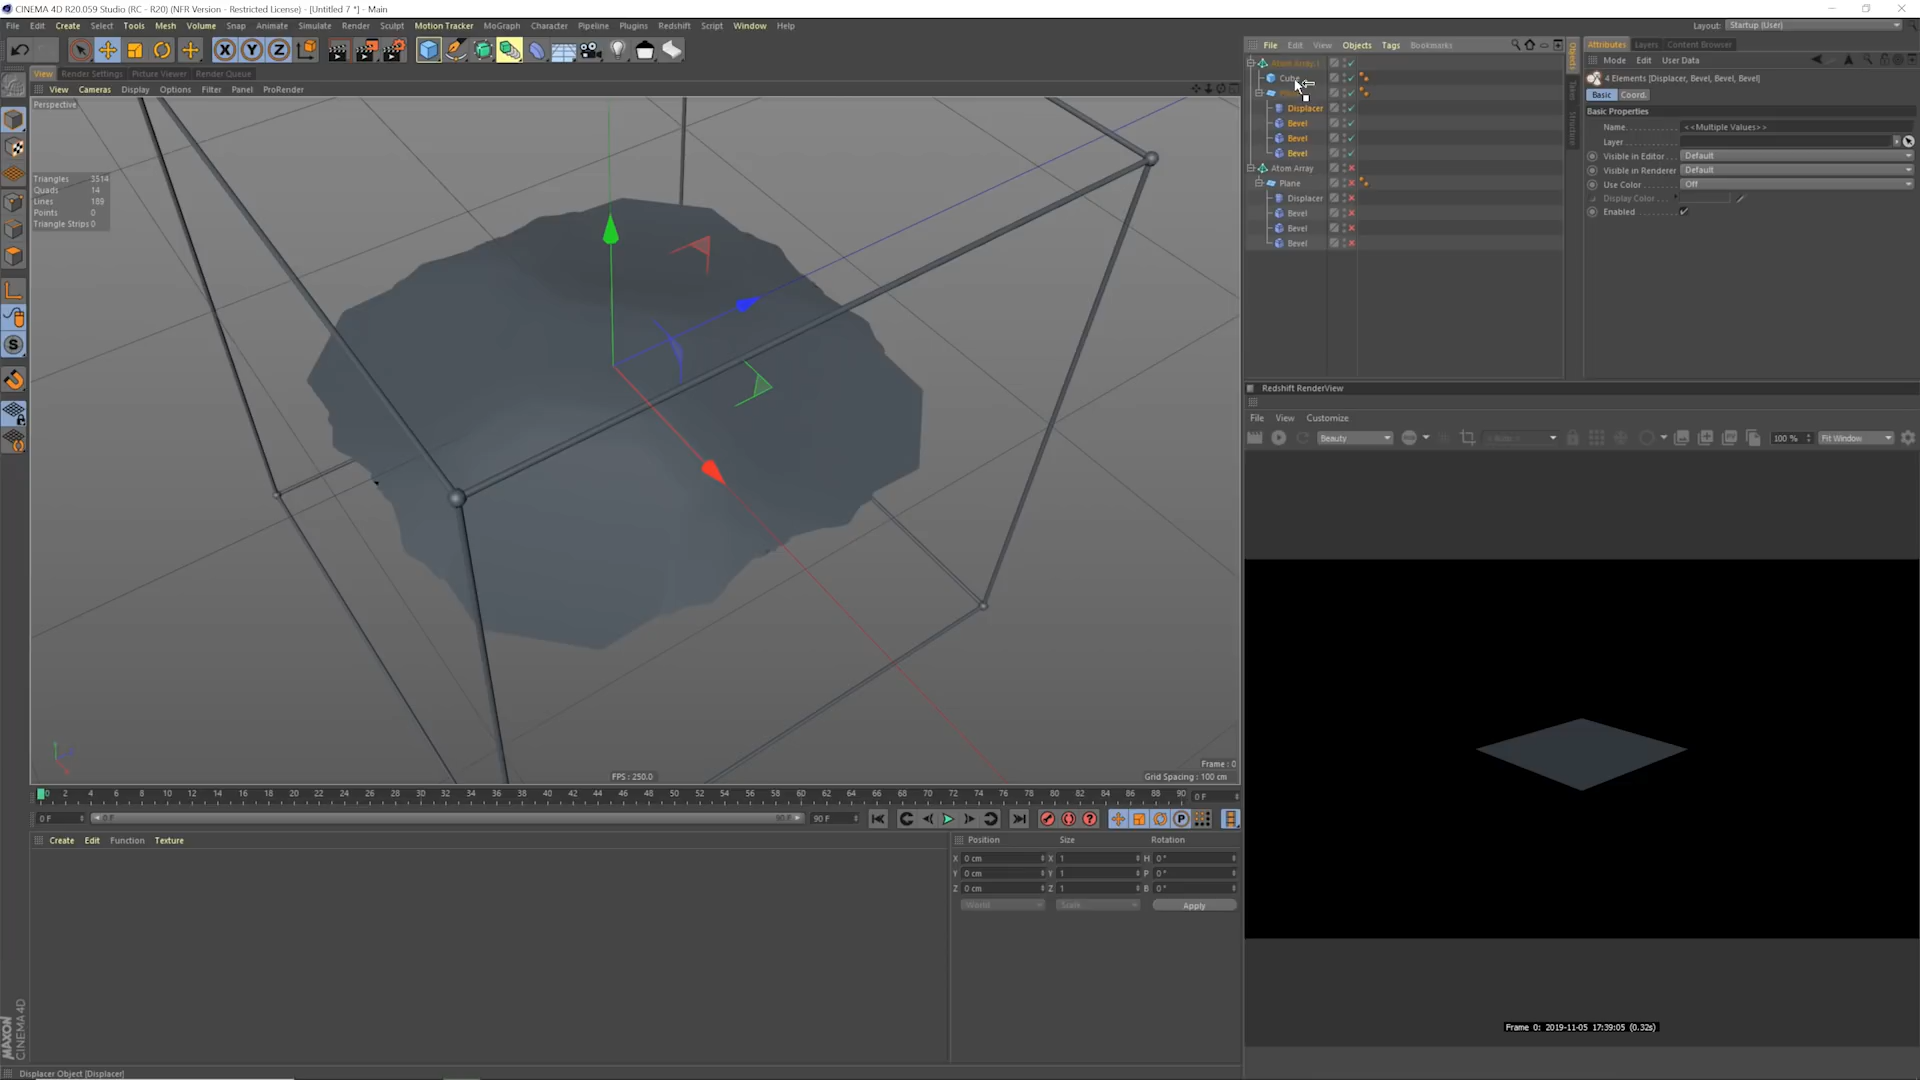 CINEMA 4D R20.059 Studio (RC - R20) (NFR Version - Restricted License) - [Untitled 7 *] - Main
File Edit Create Select Tools Mesh Volume Snap Animate Simulate Render Sculpt Motion Tracker MoGraph Character Pipeline Plugins Redshift Script Window Help
Layout: Startup (User)
File Edit View Objects Tags Bookmarks
Attributes Layers Content Browser
Mode Edit User Data
View Render Settings Picture Viewer Render Queue
View Cameras Display Options Filter Panel ProRender
Perspective
Triangles 3514
Quads 14
Lines 189
Points 0
Triangle Strips 0
Cube
Displacer
Bevel
Bevel
Bevel
Atom Array
Plane
Displacer
Bevel
Bevel
Bevel
Objects
Structure
4 Elements [Displacer, Bevel, Bevel, Bevel]
Basic Coord.
Basic Properties
Name <<Multiple Values>>
Layer
Visible in Editor Default
Visible in Renderer Default
Use Color Off
Display Color
Enabled
Redshift RenderView
File View Customize
Beauty 100 % Fit Window
Frame 0: 2019-11-05 17:39:05 (0.32s)
FPS : 250.0
Frame : 0
Grid Spacing : 100 cm
0 2 4 6 8 10 12 14 16 18 20 22 24 26 28 30 32 34 36 38 40 42 44 46 48 50 52 54 56 58 60 62 64 66 68 70 72 74 76 78 80 82 84 86 88 90 0 F
0 F 0 F 90 F 90 F
Create Edit Function Texture
Position Size Rotation
X 0 cm X 1 H 0 °
Y 0 cm Y 1 P 0 °
Z 0 cm Z 1 B 0 °
World Scale Apply
MAXON CINEMA 4D
Displacer Object [Displacer]